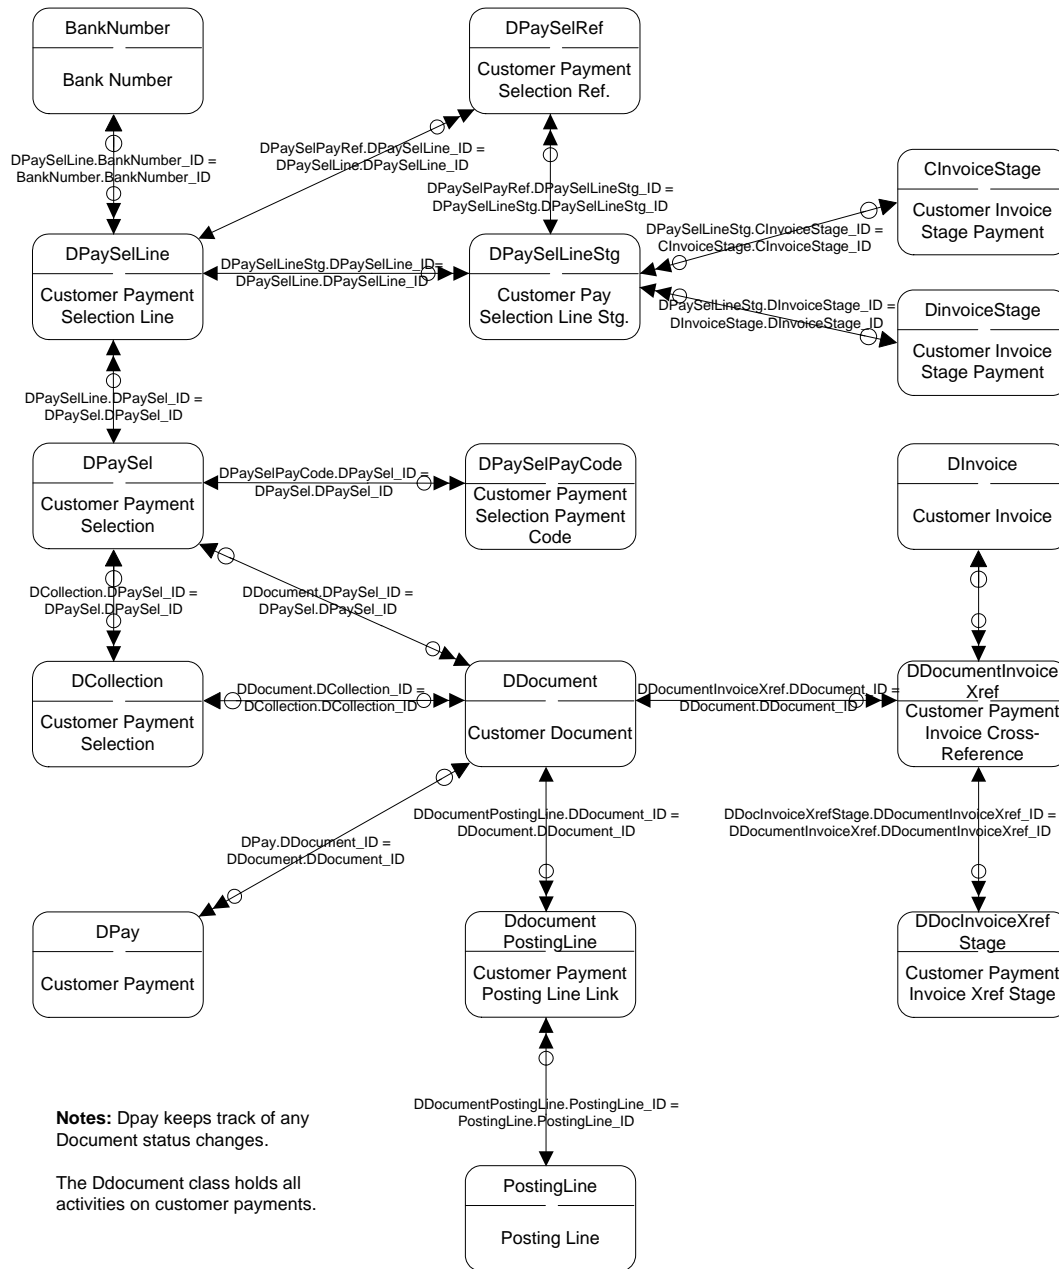 BankNumber
Bank Number
DPaySelRef
Customer Payment
Selection Ref.
DPaySelLine.BankNumber_ID =
BankNumber.BankNumber_ID
DPaySelPayRef.DPaySelLine_ID =
DPaySelLine.DPaySelLine_ID
DPaySelPayRef.DPaySelLineStg_ID =
DPaySelLineStg.DPaySelLineStg_ID
CInvoiceStage
Customer Invoice
Stage Payment
DPaySelLineStg.CInvoiceStage_ID =
CInvoiceStage.CInvoiceStage_ID
DPaySelLine
Customer Payment
Selection Line
DPaySelLineStg.DPaySelLine_ID=
DPaySelLine.DPaySelLine_ID
DPaySelLineStg
Customer Pay
Selection Line Stg.
DPaySelLineStg.DInvoiceStage_ID =
DInvoiceStage.DInvoiceStage_ID
DinvoiceStage
Customer Invoice
Stage Payment
DPaySelLine.DPaySel_ID =
DPaySel.DPaySel_ID
DPaySel
Customer Payment
Selection
DPaySelPayCode.DPaySel_ID =
DPaySel.DPaySel_ID
DPaySelPayCode
Customer Payment
Selection Payment
Code
DInvoice
Customer Invoice
DCollection.DPaySel_ID =
DPaySel.DPaySel_ID
DDocument.DPaySel_ID =
DPaySel.DPaySel_ID
DCollection
Customer Payment
Selection
DDocument.DCollection_ID =
DCollection.DCollection_ID
DDocument
Customer Document
DDocumentInvoiceXref.DDocument_ID =
DDocument.DDocument_ID
DDocumentInvoice
Xref
Customer Payment
Invoice Cross-
Reference
DPay.DDocument_ID =
DDocument.DDocument_ID
DDocumentPostingLine.DDocument_ID =
DDocument.DDocument_ID
DDocInvoiceXrefStage.DDocumentInvoiceXref_ID =
DDocumentInvoiceXref.DDocumentInvoiceXref_ID
DPay
Customer Payment
Ddocument
PostingLine
Customer Payment
Posting Line Link
DDocInvoiceXref
Stage
Customer Payment
Invoice Xref Stage
DDocumentPostingLine.PostingLine_ID =
PostingLine.PostingLine_ID
Notes: Dpay keeps track of any
Document status changes.
The Ddocument class holds all
activities on customer payments.
PostingLine
Posting Line